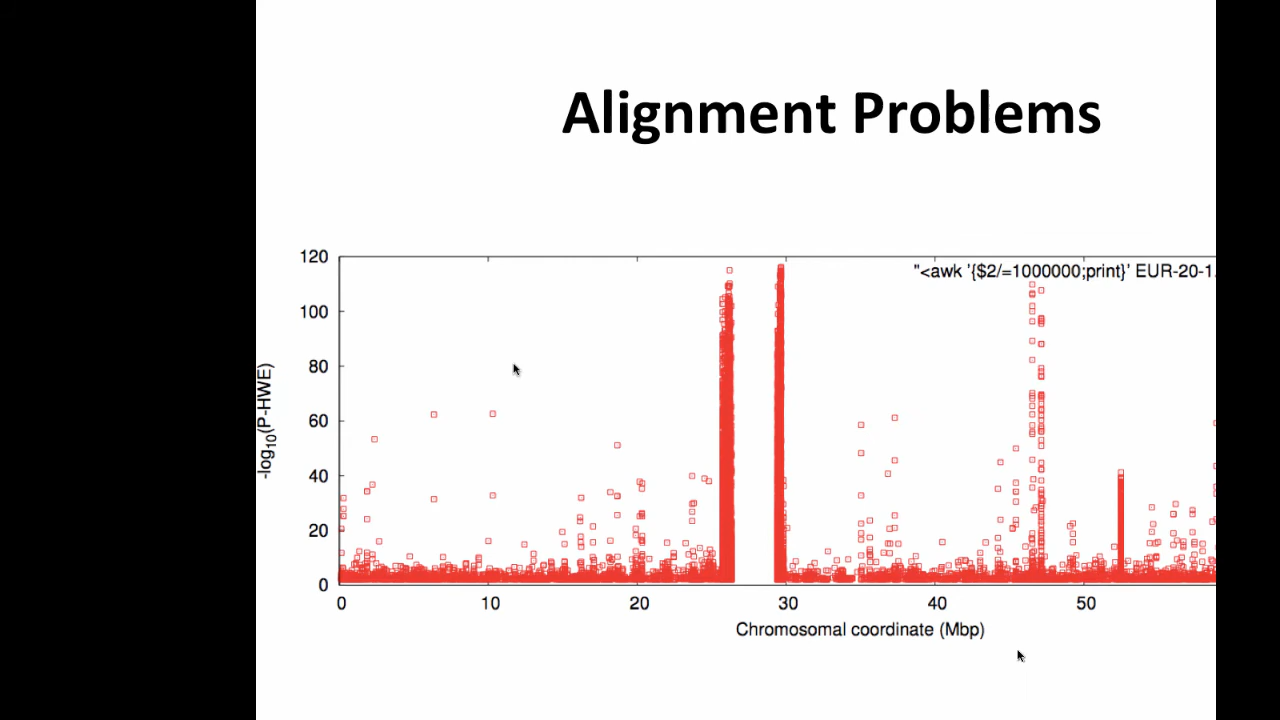 Alignment Problems
120
"<awk '{$2/=1000000;print}' EUR-20-1.
100
80
60
40
20
0
-log10(P-HWE)
0 10 20 30 40 50
Chromosomal coordinate (Mbp)